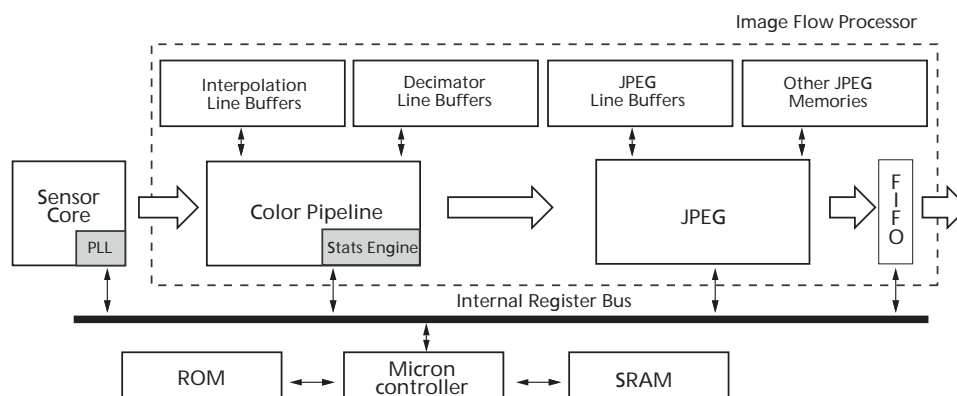 Image Flow Processor
Interpolation
Line Buffers
Decimator
Line Buffers
JPEG
Line Buffers
Other JPEG
Memories
Sensor
Core
PLL
Color Pipeline
Stats Engine
JPEG
F
I
F
O
Internal Register Bus
ROM
Micron
controller
SRAM